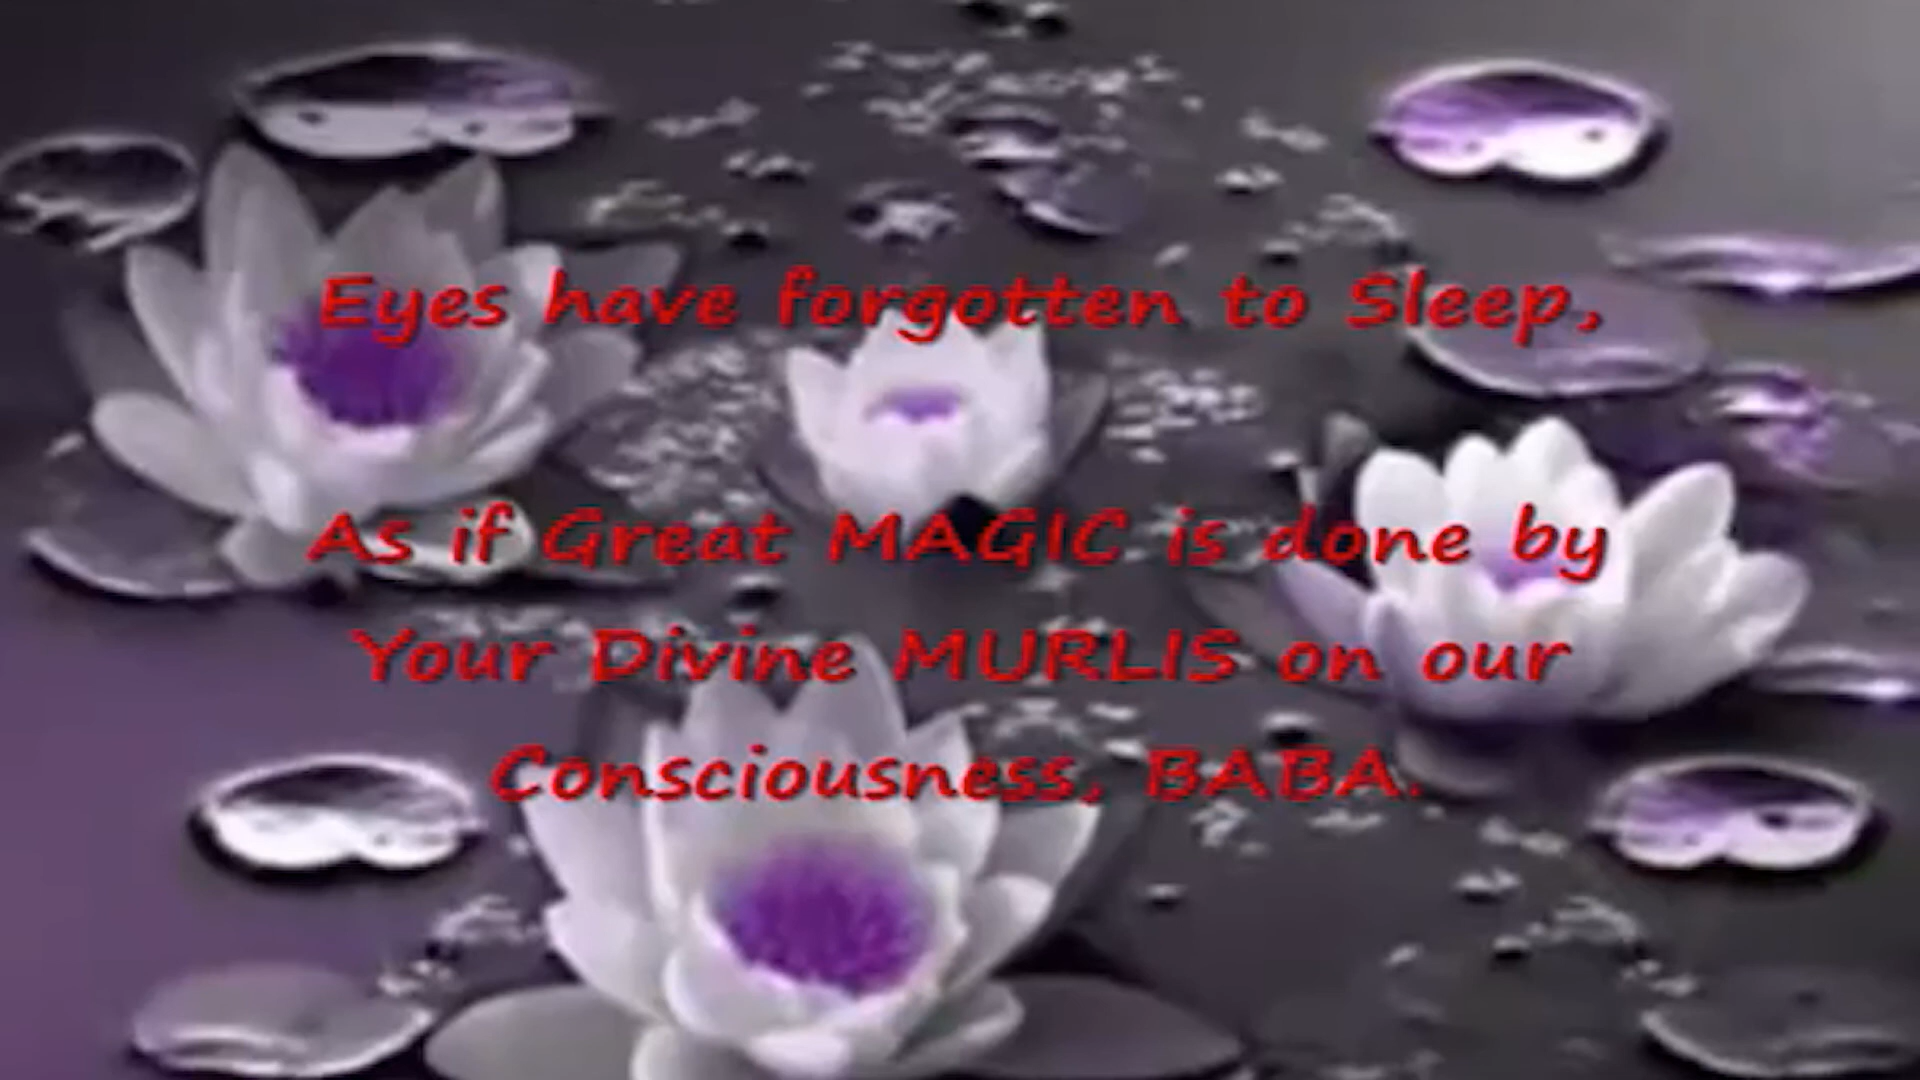 Eyes have forgotten to Sleep,
As if Great MAGIC is done by
Your Divine MURLIS on our
Consciousness, BABA.